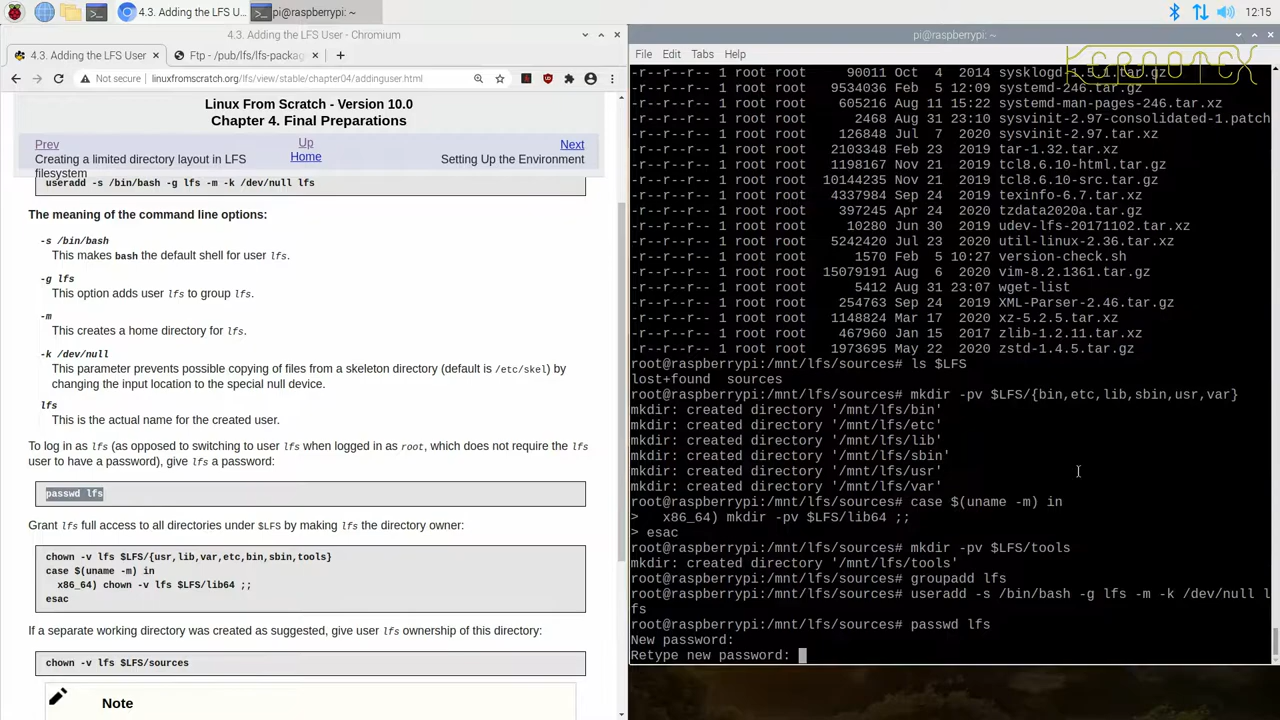 4.3. Adding the LFS U...
pi@raspberrypi: ~
12:15
4.3. Adding the LFS User - Chromium
4.3. Adding the LFS User
Ftp - /pub/lfs/lfs-package
Not secure
linuxfromscratch.org/lfs/view/stable/chapter04/addinguser.html
Linux From Scratch - Version 10.0
Chapter 4. Final Preparations
Prev
Up
Next
Creating a limited directory layout in LFS
Home
Setting Up the Environment
filesystem
useradd -s /bin/bash -g lfs -m -k /dev/null lfs
The meaning of the command line options:
-s /bin/bash
This makes bash the default shell for user lfs.
-g lfs
This option adds user lfs to group lfs.
-m
This creates a home directory for lfs.
-k /dev/null
This parameter prevents possible copying of files from a skeleton directory (default is /etc/skel) by
changing the input location to the special null device.
lfs
This is the actual name for the created user.
To log in as lfs (as opposed to switching to user lfs when logged in as root, which does not require the lfs
user to have a password), give lfs a password:
passwd lfs
Grant lfs full access to all directories under $LFS by making lfs the directory owner:
chown -v lfs $LFS/{usr,lib,var,etc,bin,sbin,tools}
case $(uname -m) in
x86_64) chown -v lfs $LFS/lib64 ;;
esac
If a separate working directory was created as suggested, give user lfs ownership of this directory:
chown -v lfs $LFS/sources
Note
pi@raspberrypi: ~
File Edit Tabs Help
-r--r--r-- 1 root root 90011 Oct 4 2014 sysklogd-1.5.1.tar.gz
-r--r--r-- 1 root root 9534036 Feb 5 12:09 systemd-246.tar.gz
-r--r--r-- 1 root root 605216 Aug 11 15:22 systemd-man-pages-246.tar.xz
-r--r--r-- 1 root root 2468 Aug 31 23:10 sysvinit-2.97-consolidated-1.patch
-r--r--r-- 1 root root 126848 Jul 7 2020 sysvinit-2.97.tar.xz
-r--r--r-- 1 root root 2103348 Feb 23 2019 tar-1.32.tar.xz
-r--r--r-- 1 root root 1198167 Nov 21 2019 tcl8.6.10-html.tar.gz
-r--r--r-- 1 root root 10144235 Nov 21 2019 tcl8.6.10-src.tar.gz
-r--r--r-- 1 root root 4337984 Sep 24 2019 texinfo-6.7.tar.xz
-r--r--r-- 1 root root 397245 Apr 24 2020 tzdata2020a.tar.gz
-r--r--r-- 1 root root 10280 Jun 30 2019 udev-lfs-20171102.tar.xz
-r--r--r-- 1 root root 5242420 Jul 23 2020 util-linux-2.36.tar.xz
-r--r--r-- 1 root root 1570 Feb 5 10:27 version-check.sh
-r--r--r-- 1 root root 15079191 Aug 6 2020 vim-8.2.1361.tar.gz
-r--r--r-- 1 root root 5412 Aug 31 23:07 wget-list
-r--r--r-- 1 root root 254763 Sep 24 2019 XML-Parser-2.46.tar.gz
-r--r--r-- 1 root root 1148824 Mar 17 2020 xz-5.2.5.tar.xz
-r--r--r-- 1 root root 467960 Jan 15 2017 zlib-1.2.11.tar.xz
-r--r--r-- 1 root root 1973695 May 22 2020 zstd-1.4.5.tar.gz
root@raspberrypi:/mnt/lfs/sources# ls $LFS
lost+found sources
root@raspberrypi:/mnt/lfs/sources# mkdir -pv $LFS/{bin,etc,lib,sbin,usr,var}
mkdir: created directory '/mnt/lfs/bin'
mkdir: created directory '/mnt/lfs/etc'
mkdir: created directory '/mnt/lfs/lib'
mkdir: created directory '/mnt/lfs/sbin'
mkdir: created directory '/mnt/lfs/usr'
mkdir: created directory '/mnt/lfs/var'
root@raspberrypi:/mnt/lfs/sources# case $(uname -m) in
> x86_64) mkdir -pv $LFS/lib64 ;;
> esac
root@raspberrypi:/mnt/lfs/sources# mkdir -pv $LFS/tools
mkdir: created directory '/mnt/lfs/tools'
root@raspberrypi:/mnt/lfs/sources# groupadd lfs
root@raspberrypi:/mnt/lfs/sources# useradd -s /bin/bash -g lfs -m -k /dev/null l
fs
root@raspberrypi:/mnt/lfs/sources# passwd lfs
New password:
Retype new password: